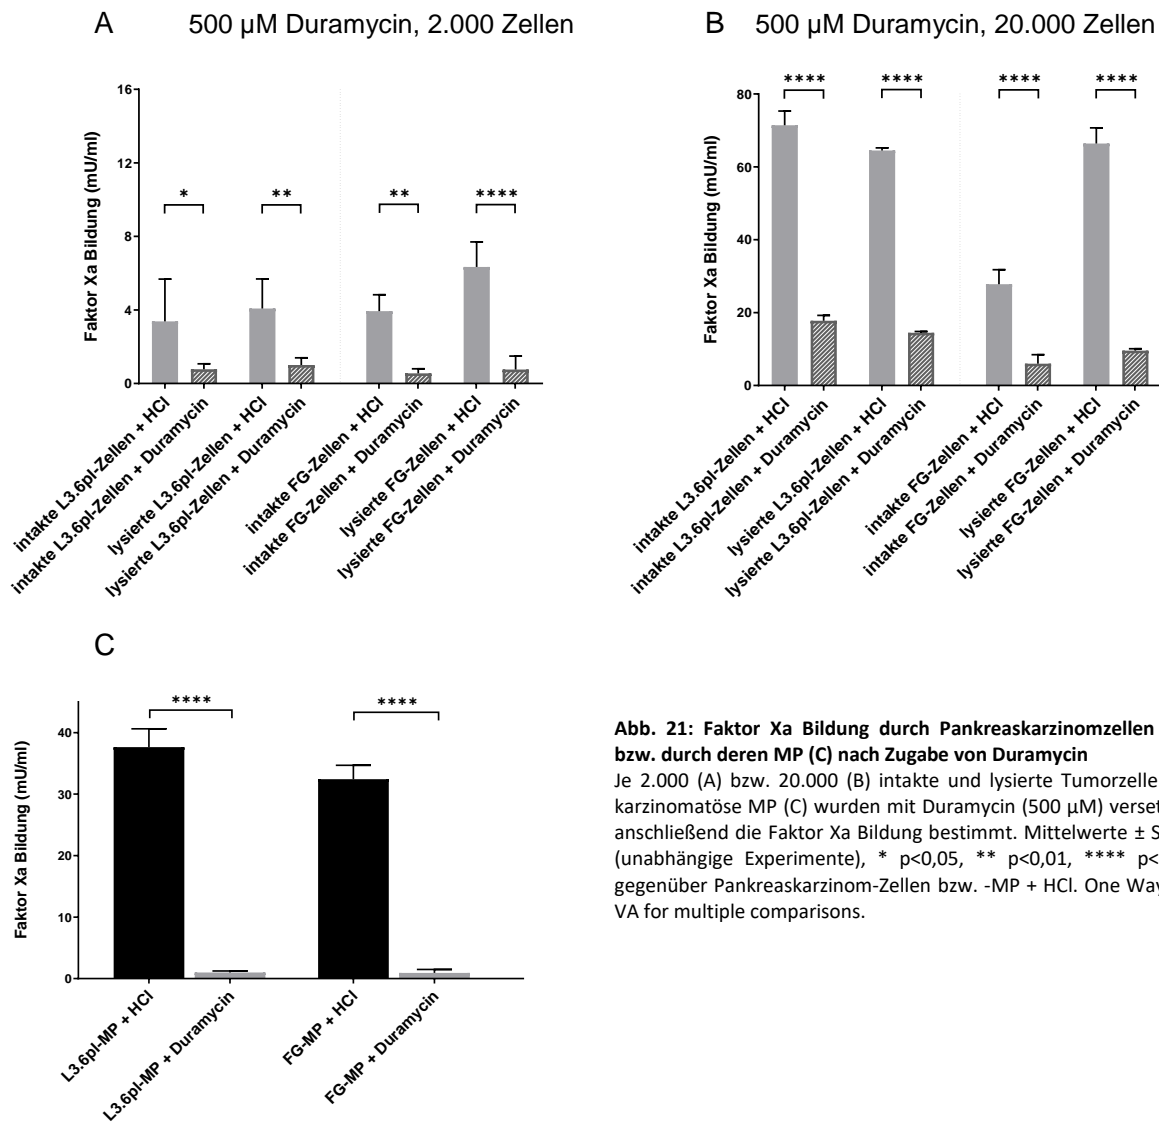 A 500 µM Duramycin, 2.000 Zellen
Faktor Xa Bildung (mU/ml)
16
12
8
4
0
*
**
**
****
intakte L3.6pl-Zellen + HCl
intakte L3.6pl-Zellen + Duramycin
lysierte L3.6pl-Zellen + HCl
lysierte L3.6pl-Zellen + Duramycin
intakte FG-Zellen + HCl
intakte FG-Zellen + Duramycin
lysierte FG-Zellen + HCl
lysierte FG-Zellen + Duramycin
B 500 µM Duramycin, 20.000 Zellen
Faktor Xa Bildung (mU/ml)
80
60
40
20
0
****
****
****
****
intakte L3.6pl-Zellen + HCl
intakte L3.6pl-Zellen + Duramycin
lysierte L3.6pl-Zellen + HCl
lysierte L3.6pl-Zellen + Duramycin
intakte FG-Zellen + HCl
intakte FG-Zellen + Duramycin
lysierte FG-Zellen + HCl
lysierte FG-Zellen + Duramycin
C
Faktor Xa Bildung (mU/ml)
40
30
20
10
0
****
****
L3.6pl-MP + HCl
L3.6pl-MP + Duramycin
FG-MP + HCl
FG-MP + Duramycin
Abb. 21: Faktor Xa Bildung durch Pankreaskarzinomzellen
bzw. durch deren MP (C) nach Zugabe von Duramycin
Je 2.000 (A) bzw. 20.000 (B) intakte und lysierte Tumorzelle
karzinomatöse MP (C) wurden mit Duramycin (500 µM) verset
anschließend die Faktor Xa Bildung bestimmt. Mittelwerte ± S
(unabhängige Experimente), * p<0,05, ** p<0,01, **** p<
gegenüber Pankreaskarzinom-Zellen bzw. -MP + HCl. One Way
VA for multiple comparisons.